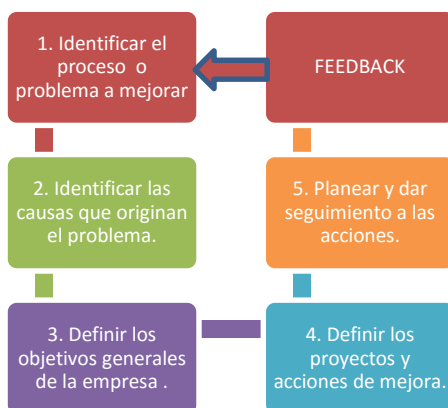 1. Identificar el
proceso o
problema a mejorar
FEEDBACK
2. Identificar las
causas que originan
el problema.
5. Planear y dar
seguimiento a las
acciones.
3. Definir los
objetivos generales
de la empresa .
4. Definir los
proyectos y
acciones de mejora.